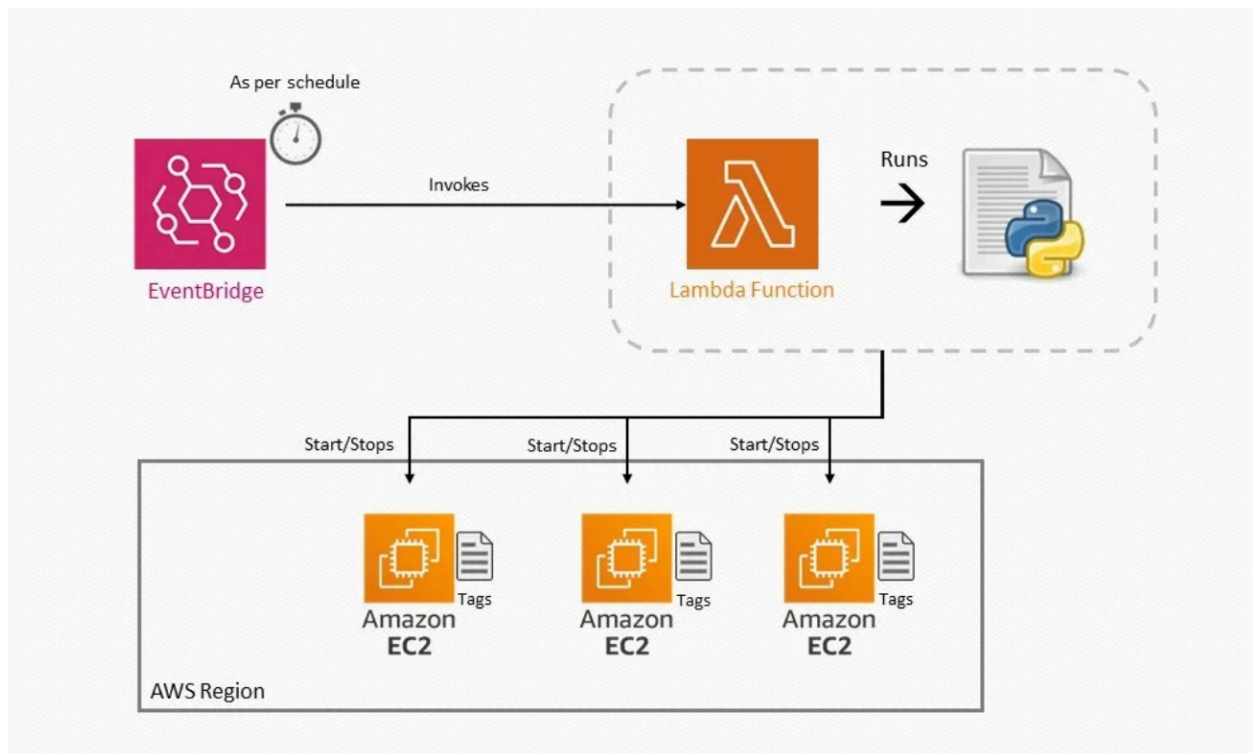 As per schedule
Invokes
Runs
EventBridge
Lambda Function
Start/Stops
Start/Stops
Start/Stops
Tags
Tags
Tags
Amazon
EC2
Amazon
EC2
Amazon
EC2
AWS Region